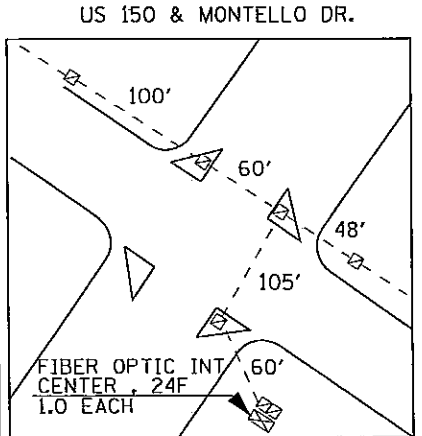 US 150 & MONTELLO DR.
100'
60'
48'
105'
FIBER OPTIC INT 60'
CENTER , 24F
1.0 EACH